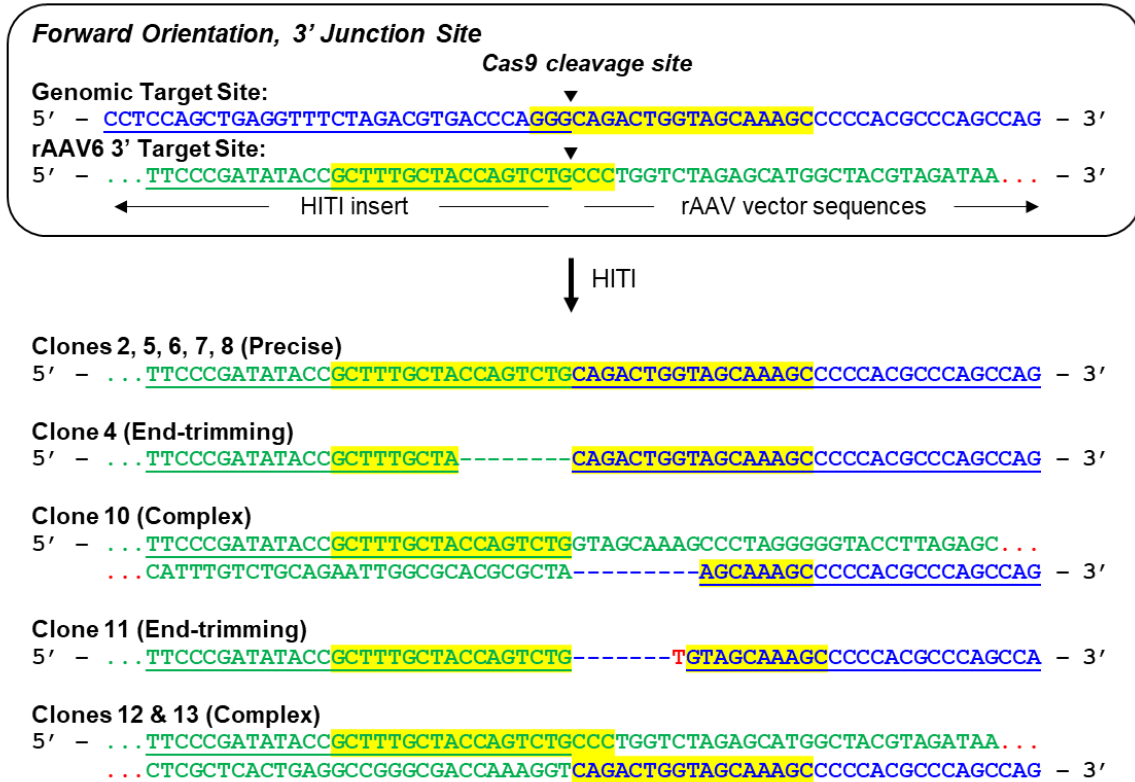 Forward Orientation, 3’ Junction Site
Cas9 cleavage site
Genomic Target Site:
5’ – CCTCCAGCTGAGGTTTCTAGACGTGACCCAGGGCAGACTGGTAGCAAAGCCCCCACGCCCAGCCAG – 3’
rAAV6 3’ Target Site:
5’ – ...TTCCCGATATACCGCTTTGCTACCAGTCTGCCCTGGTCTAGAGCATGGCTACGTAGATAA... – 3’
HITI insert rAAV vector sequences
HITI
Clones 2, 5, 6, 7, 8 (Precise)
5’ – ...TTCCCGATATACCGCTTTGCTACCAGTCTGCAGACTGGTAGCAAAGCCCCCACGCCCAGCCAG – 3’
Clone 4 (End-trimming)
5’ – ...TTCCCGATATACCGCTTTGCTA--------CAGACTGGTAGCAAAGCCCCCACGCCCAGCCAG – 3’
Clone 10 (Complex)
5’ – ...TTCCCGATATACCGCTTTGCTACCAGTCTGGTAGCAAAGCCCTAGGGGGTACCTTAGAGC...
...CATTTGTCTGCAGAATTGGCGCACGCGCTA---------AGCAAAGCCCCCACGCCCAGCCAG – 3’
Clone 11 (End-trimming)
5’ – ...TTCCCGATATACCGCTTTGCTACCAGTCTG-------TGTAGCAAAGCCCCCACGCCCAGCCA – 3’
Clones 12 & 13 (Complex)
5’ – ...TTCCCGATATACCGCTTTGCTACCAGTCTGCCCTGGTCTAGAGCATGGCTACGTAGATAA...
...CTCGCTCACTGAGGCCGGGCGACCAAAGGTCAGACTGGTAGCAAAGCCCCCACGCCCAGCCAG – 3’